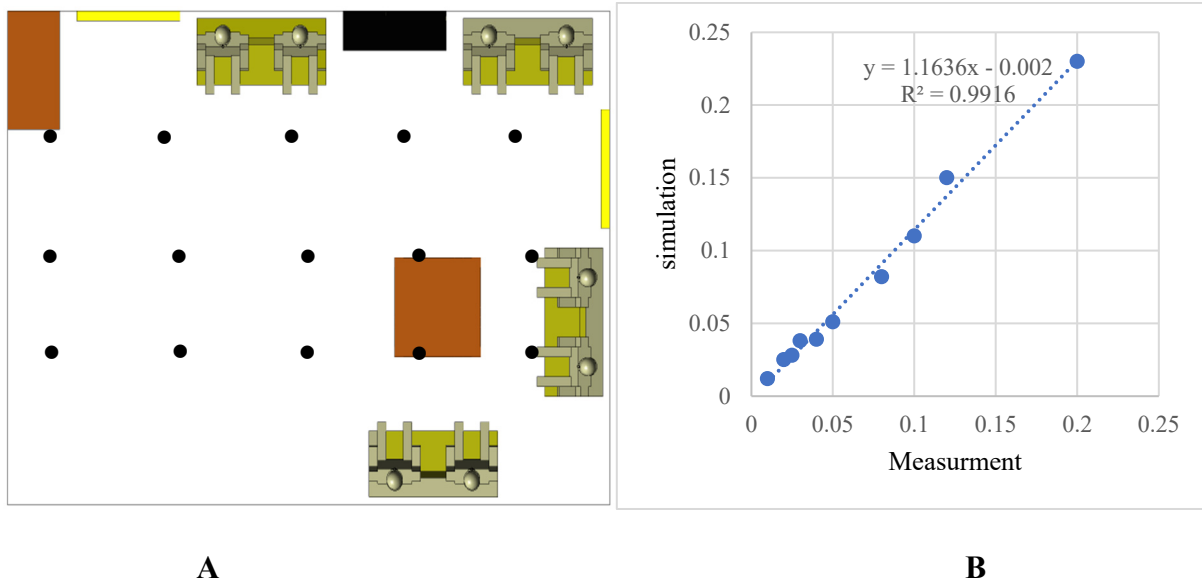 0.25
y = 1.1636x - 0.002
R² = 0.9916
0.2
0.15
simulation
0.1
0.05
0
0 0.05 0.1 0.15 0.2 0.25
Measurment
A B